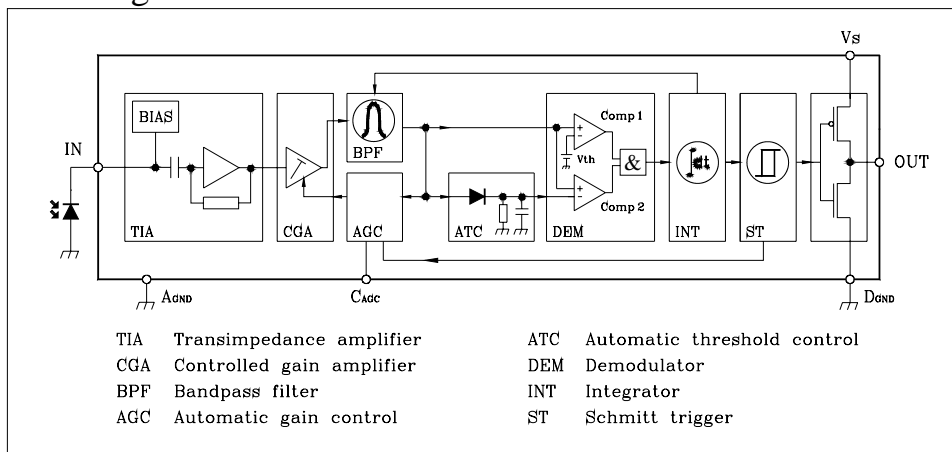 Vs
BIAS
IN
BPF
Comp 1
Vth
&
∫dt
OUT
Comp 2
TIA
CGA
AGC
ATC
DEM
INT
ST
AGND
CAGC
DGND
TIA Transimpedance amplifier
CGA Controlled gain amplifier
BPF Bandpass filter
AGC Automatic gain control
ATC Automatic threshold control
DEM Demodulator
INT Integrator
ST Schmitt trigger